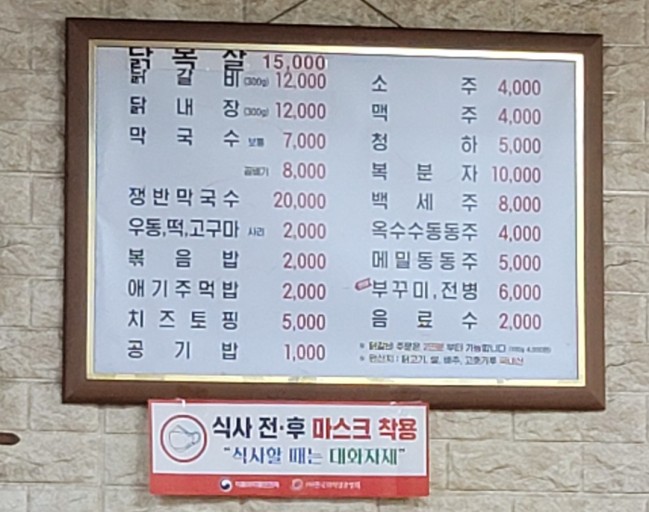 닭목살 15,000
닭갈비 (300g) 12,000
닭내장 (300g) 12,000
막국수 보통 7,000
곱배기 8,000
쟁반막국수 20,000
우동,떡,고구마 사리 2,000
볶음밥 2,000
애기주먹밥 2,000
치즈토핑 5,000
공기밥 1,000
소주 4,000
맥주 4,000
청하 5,000
복분자 10,000
백세주 8,000
옥수수동동주 4,000
메밀동동주 5,000
부꾸미,전병 6,000
음료수 2,000
※ 닭갈비 주문은 2인분 부터 가능합니다
※ 원산지 : 닭고기, 쌀, 배추, 고춧가루 국내산
식사 전·후 마스크 착용
"식사할 때는 대화자제"
식품의약품안전처